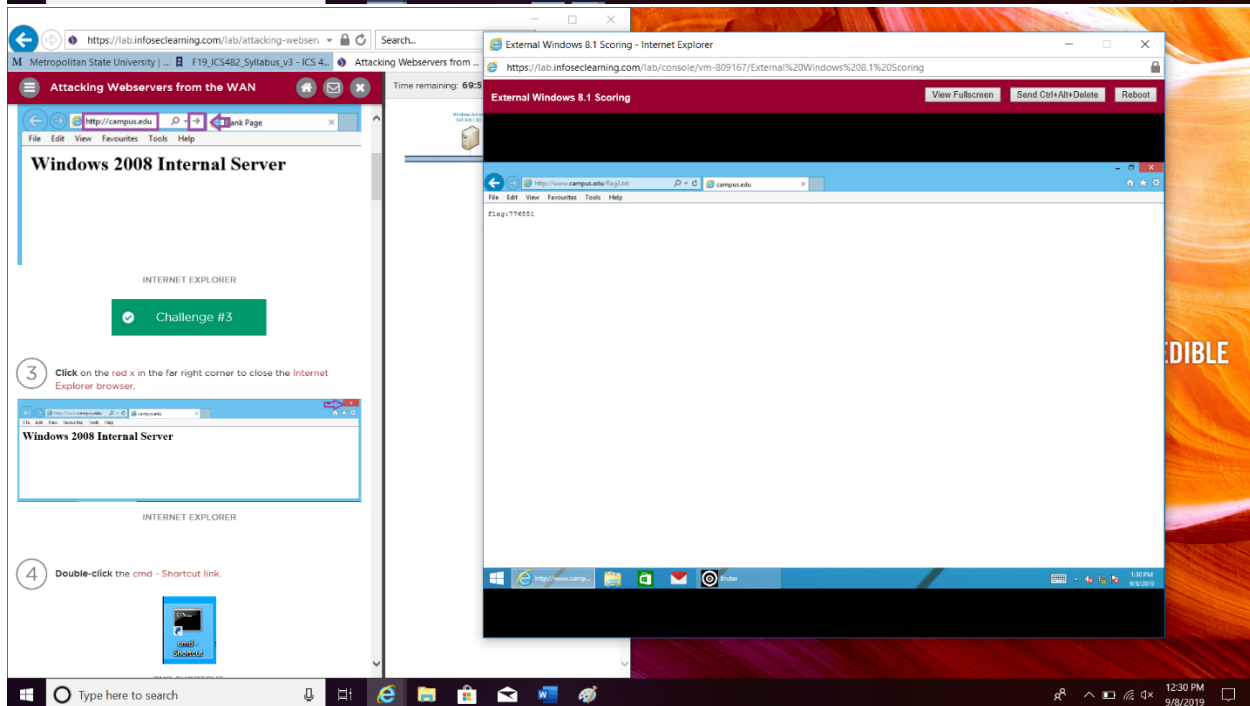 https://lab.infoseclearning.com/lab/attacking-webserv
Search...
M Metropolitan State University | ...
F19_ICS482_Syllabus_v3 - ICS 4...
Attacking Webservers from ...
Attacking Webservers from the WAN
Time remaining: 69:5
http://campus.edu
Blank Page
File Edit View Favourites Tools Help
Windows 2008 Internal Server
INTERNET EXPLORER
Challenge #3
3
Click on the red x in the far right corner to close the Internet
Explorer browser.
campus.edu
File Edit View Favourites Tools Help
Windows 2008 Internal Server
INTERNET EXPLORER
4
Double-click the cmd - Shortcut link.
cmd -
Shortcut
External Windows 8.1 Scoring - Internet Explorer
https://lab.infoseclearning.com/lab/console/vm-809167/External%20Windows%208.1%20Scoring
External Windows 8.1 Scoring
View Fullscreen
Send Ctrl+Alt+Delete
Reboot
http://www.campus.edu/flag3.txt
campus.edu
File Edit View Favourites Tools Help
flag:776551
http://www.camp...
1:30 PM
9/8/2019
EDIBLE
Type here to search
12:30 PM
9/8/2019